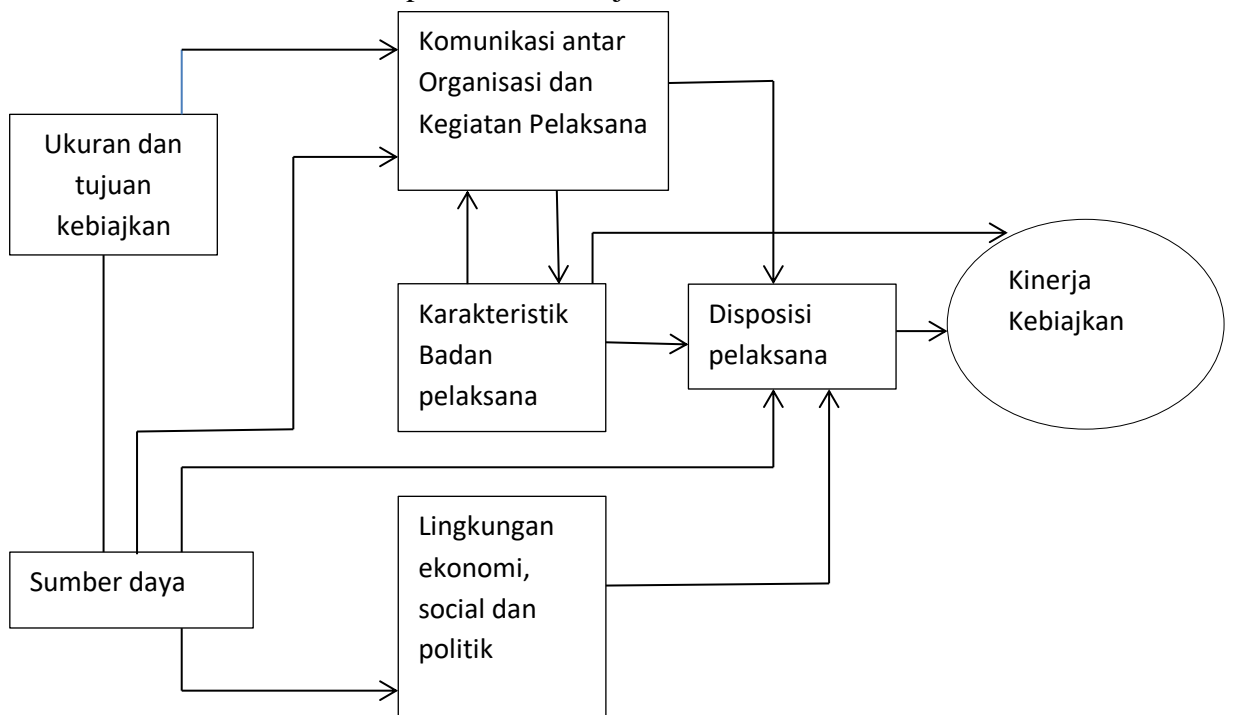 Komunikasi antar
Organisasi dan
Kegiatan Pelaksana
Ukuran dan
tujuan
kebiajkan
Kinerja
Kebiajkan
Karakteristik
Badan
pelaksana
Disposisi
pelaksana
Lingkungan
ekonomi,
social dan
politik
Sumber daya